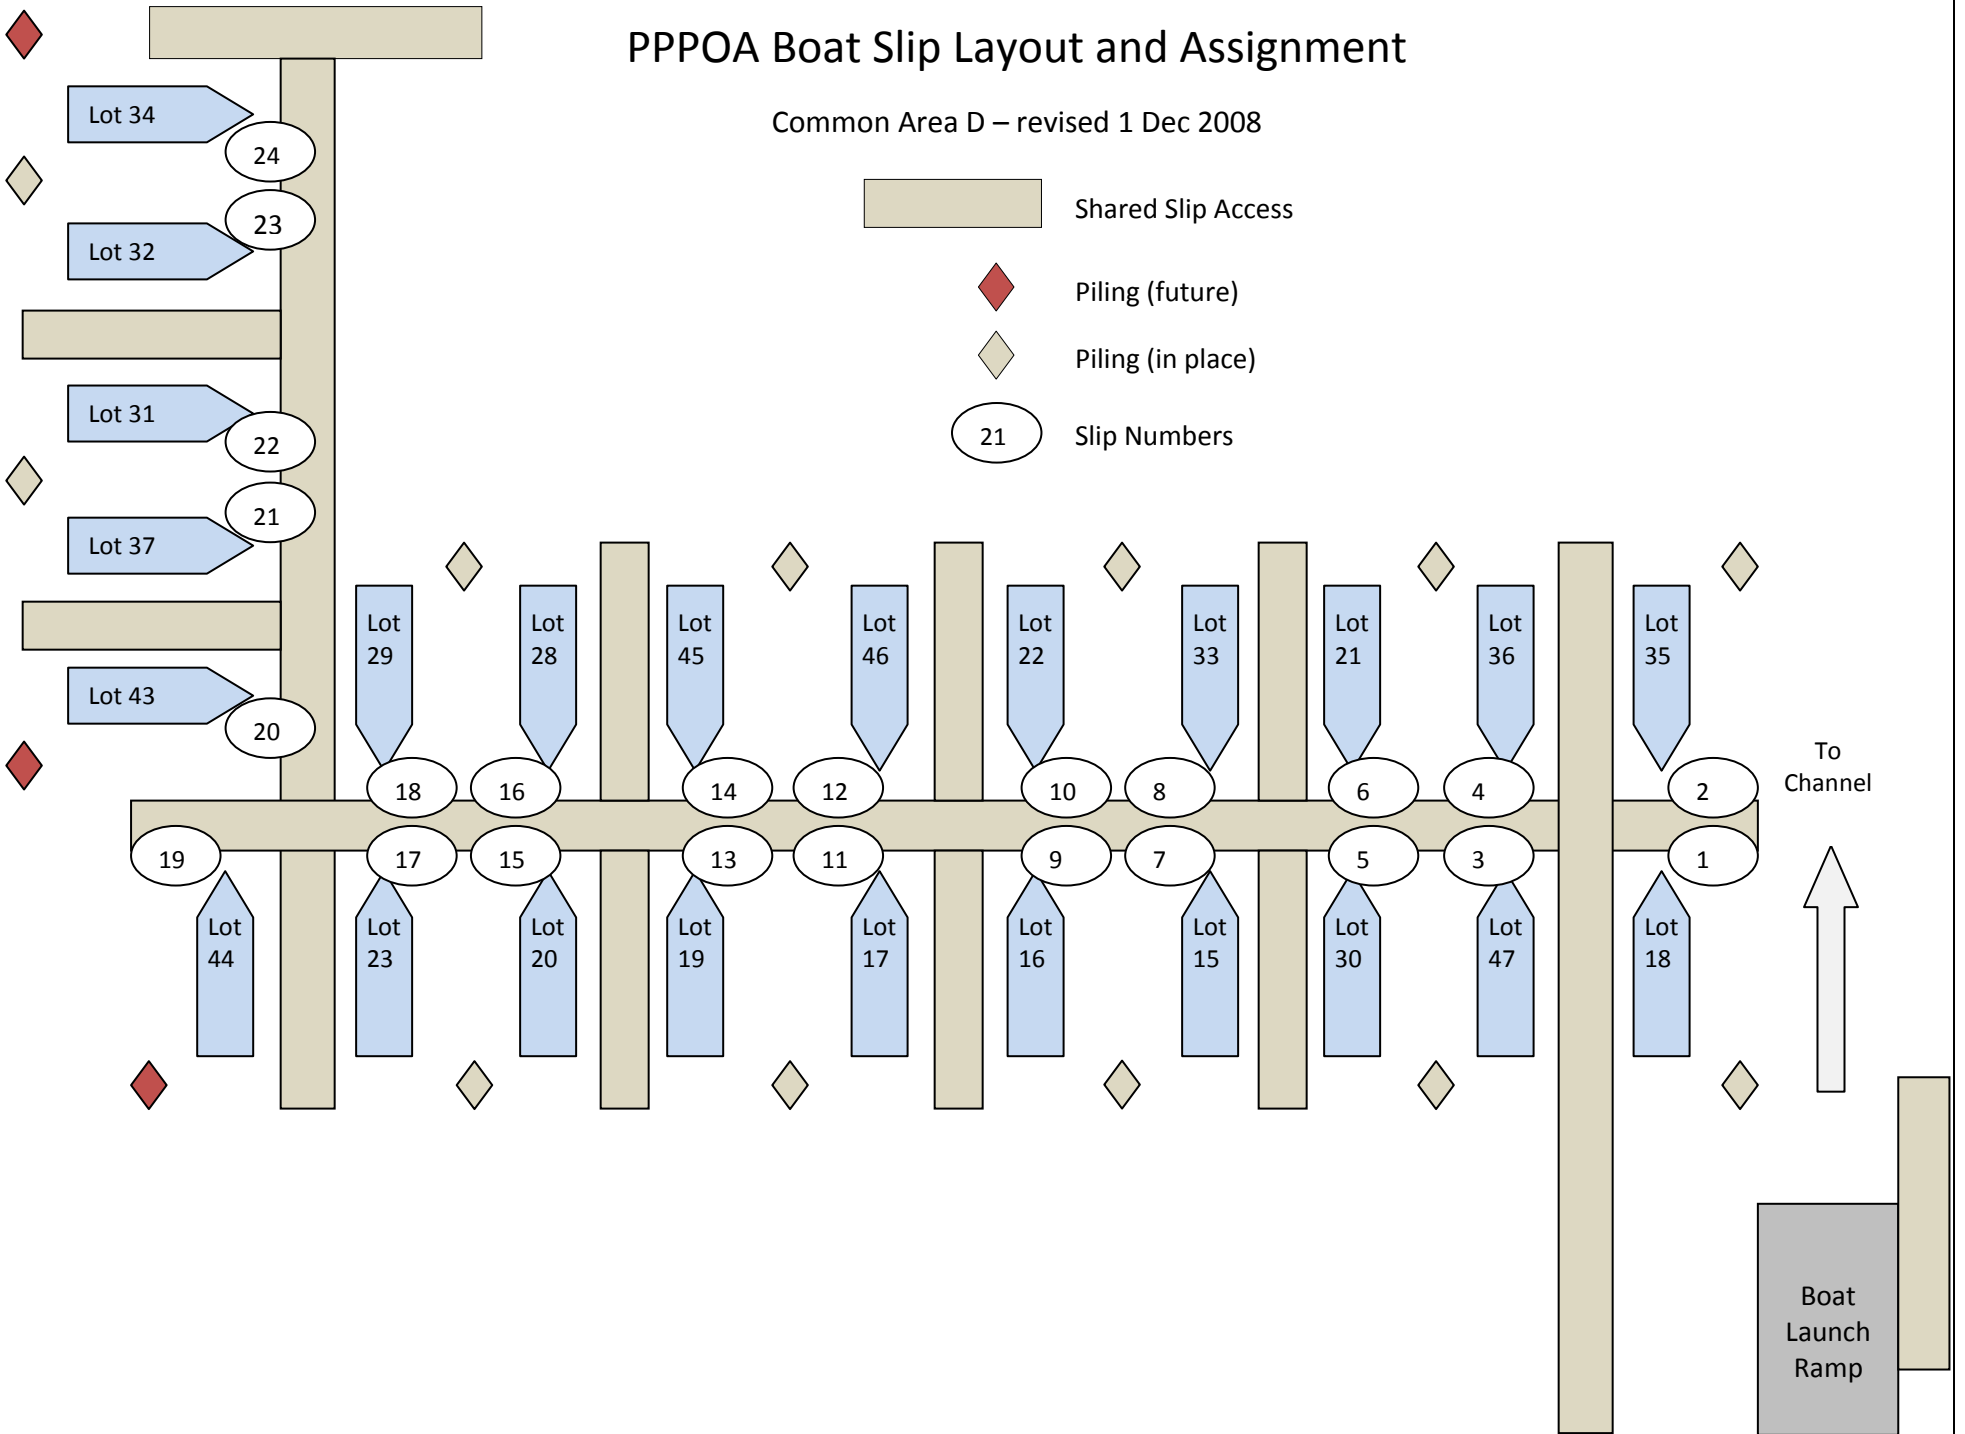 PPPOA Boat Slip Layout and Assignment
Common Area D – revised 1 Dec 2008
Shared Slip Access
Piling (future)
Piling (in place)
21
Slip Numbers
Lot 34
24
23
Lot 32
Lot 31
22
21
Lot 37
Lot 43
20
Lot
29
Lot
28
Lot
45
Lot
46
Lot
22
Lot
33
Lot
21
Lot
36
Lot
35
18
16
14
12
10
8
6
4
2
19
17
15
13
11
9
7
5
3
1
Lot
44
Lot
23
Lot
20
Lot
19
Lot
17
Lot
16
Lot
15
Lot
30
Lot
47
Lot
18
To
Channel
Boat
Launch
Ramp